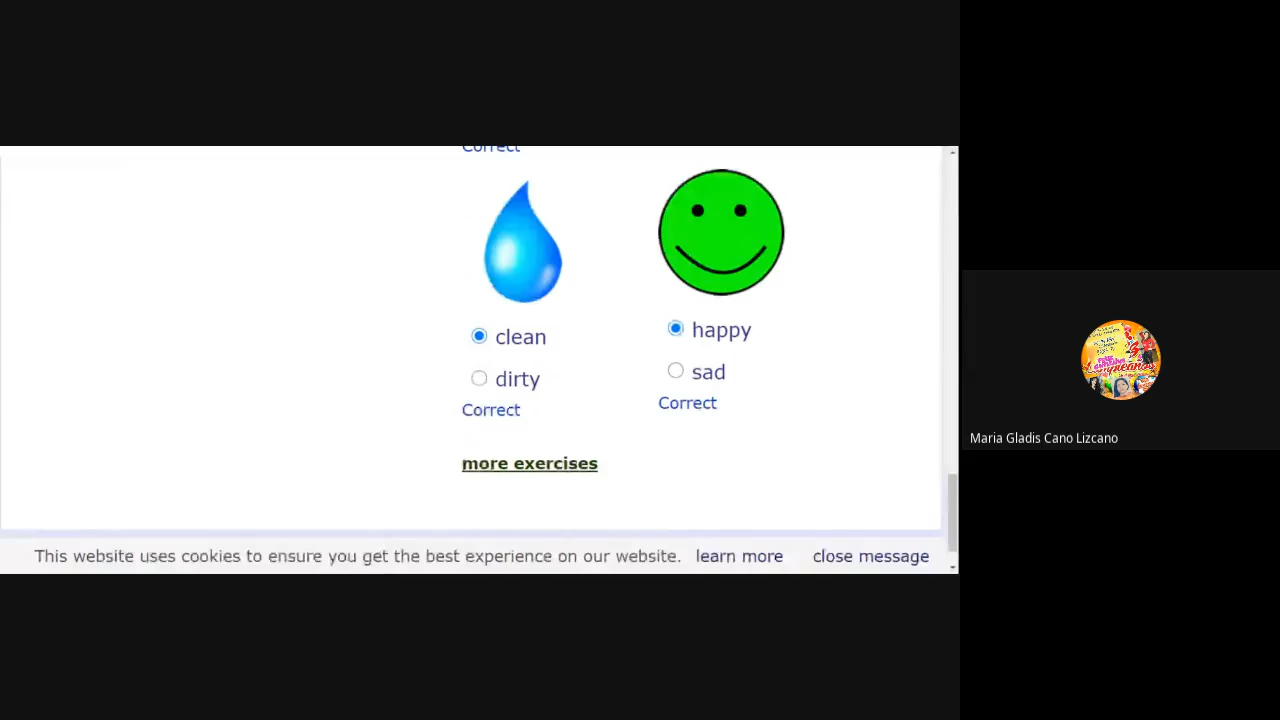 Correct
clean
happy
dirty
sad
Correct
Correct
more exercises
This website uses cookies to ensure you get the best experience on our website. learn more close message
Maria Gladis Cano Lizcano